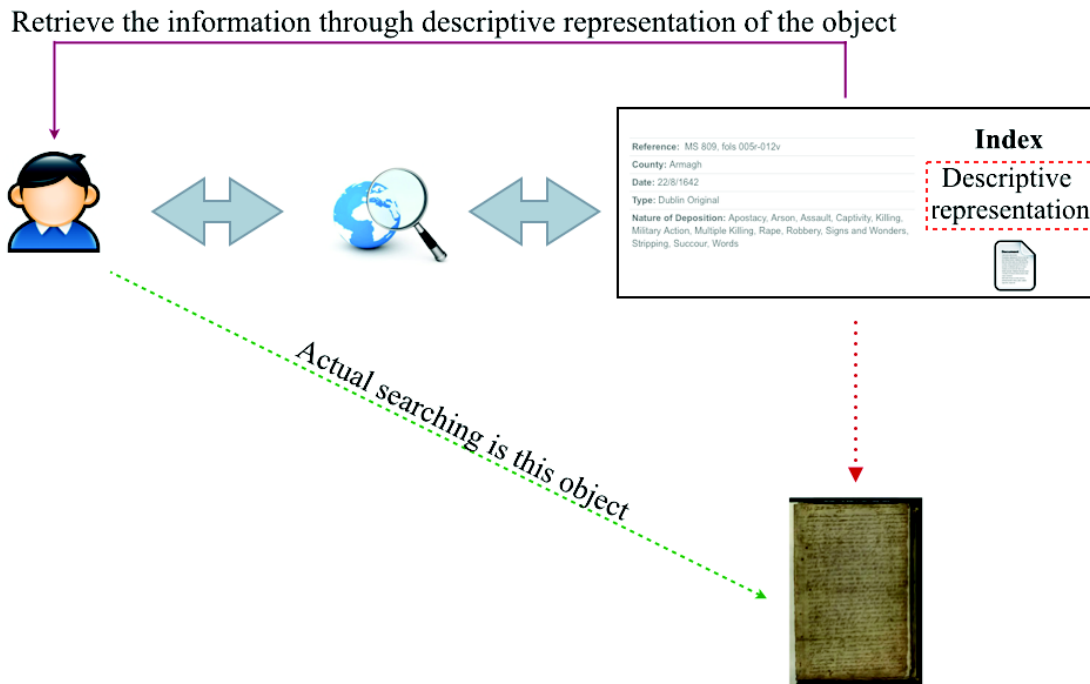 Retrieve the information through descriptive representation of the object
Reference: MS 809, fols 005r-012v
County: Armagh
Date: 22/8/1642
Type: Dublin Original
Nature of Deposition: Apostacy, Arson, Assault, Captivity, Killing,
Military Action, Multiple Killing, Rape, Robbery, Signs and Wonders,
Stripping, Succour, Words
Index
Descriptive
representation
Actual searching is this object